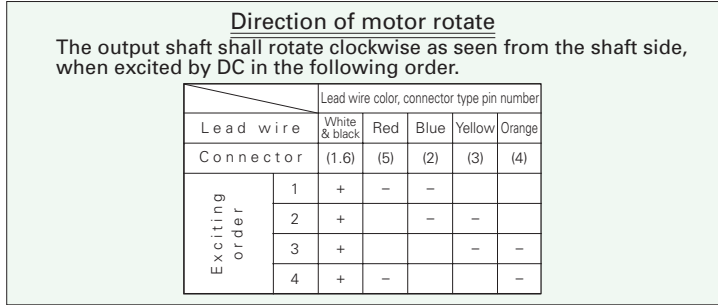 Direction of motor rotate
The output shaft shall rotate clockwise as seen from the shaft side,
when excited by DC in the following order.
Lead wire color, connector type pin number
Lead wire White & black Red Blue Yellow Orange
Connector (1.6) (5) (2) (3) (4)
Exciting order
1 + – –
2 + – –
3 + – –
4 + – –